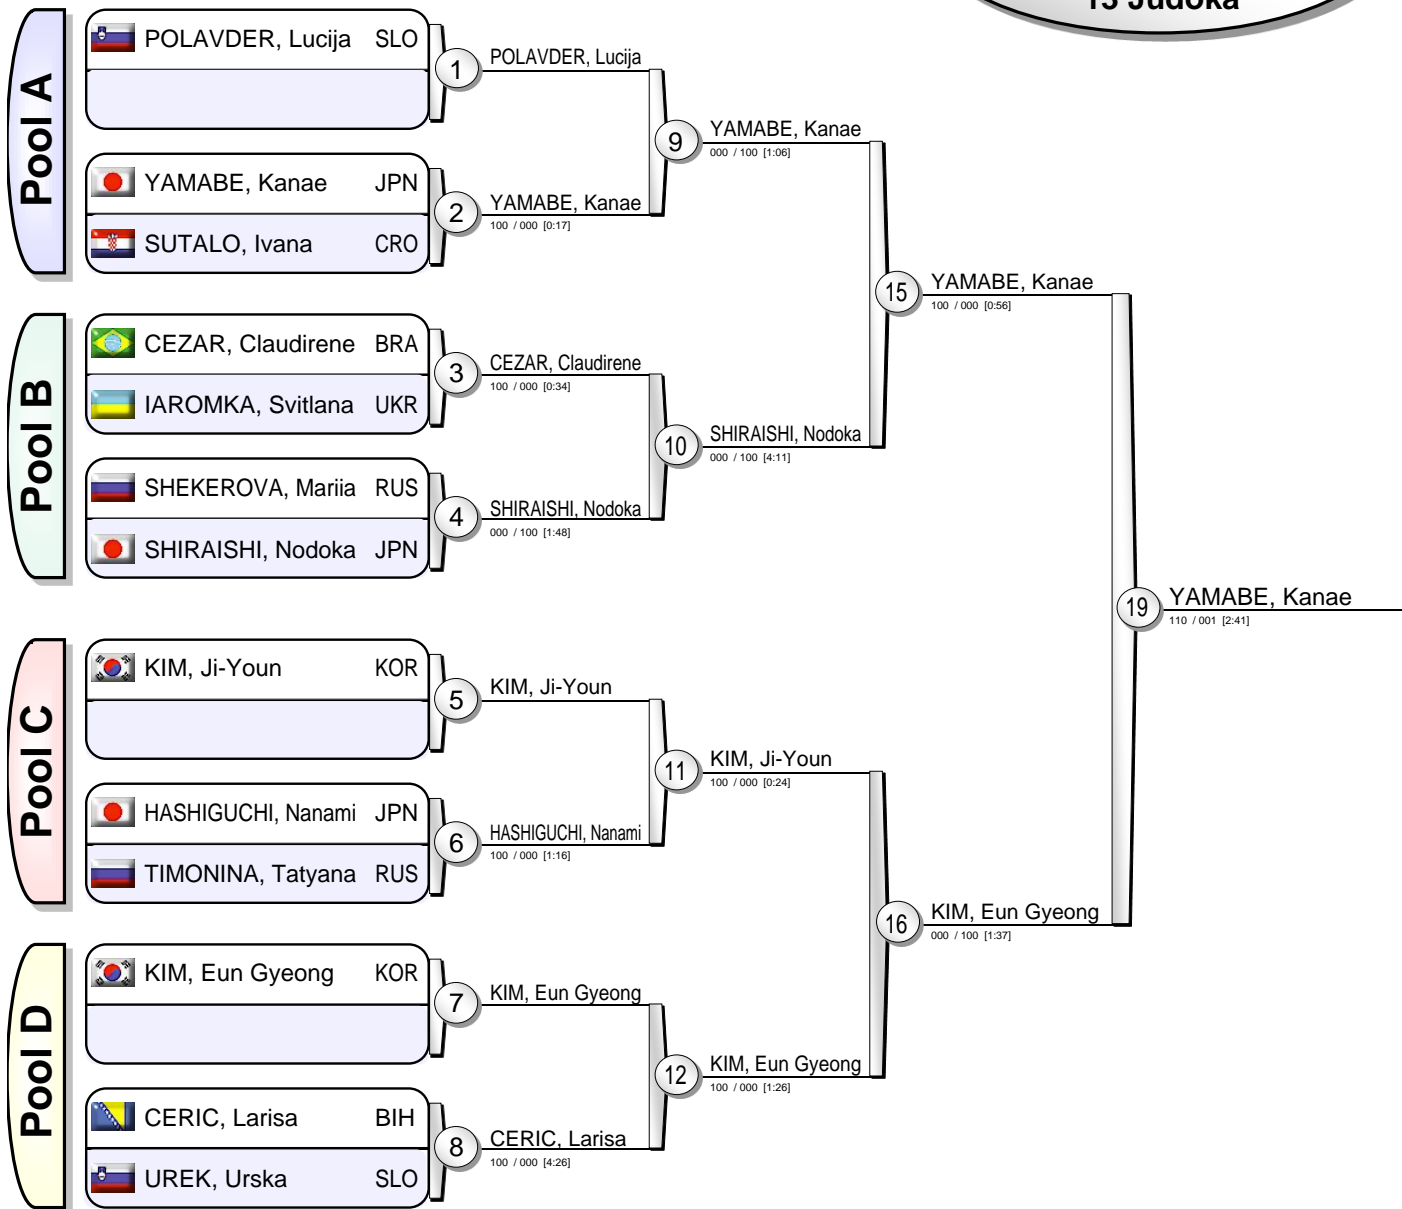 13 Judoka
Pool A
POLAVDER, Lucija SLO
1
POLAVDER, Lucija
YAMABE, Kanae JPN
SUTALO, Ivana CRO
2
YAMABE, Kanae
100 / 000 [0:17]
9
YAMABE, Kanae
000 / 100 [1:06]
Pool B
CEZAR, Claudirene BRA
IAROMKA, Svitlana UKR
3
CEZAR, Claudirene
100 / 000 [0:34]
SHEKEROVA, Mariia RUS
SHIRAISHI, Nodoka JPN
4
SHIRAISHI, Nodoka
000 / 100 [1:48]
10
SHIRAISHI, Nodoka
000 / 100 [4:11]
15
YAMABE, Kanae
100 / 000 [0:56]
Pool C
KIM, Ji-Youn KOR
5
KIM, Ji-Youn
HASHIGUCHI, Nanami JPN
TIMONINA, Tatyana RUS
6
HASHIGUCHI, Nanami
100 / 000 [1:16]
11
KIM, Ji-Youn
100 / 000 [0:24]
Pool D
KIM, Eun Gyeong KOR
7
KIM, Eun Gyeong
CERIC, Larisa BIH
UREK, Urska SLO
8
CERIC, Larisa
100 / 000 [4:26]
12
KIM, Eun Gyeong
100 / 000 [1:26]
16
KIM, Eun Gyeong
000 / 100 [1:37]
19
YAMABE, Kanae
110 / 001 [2:41]